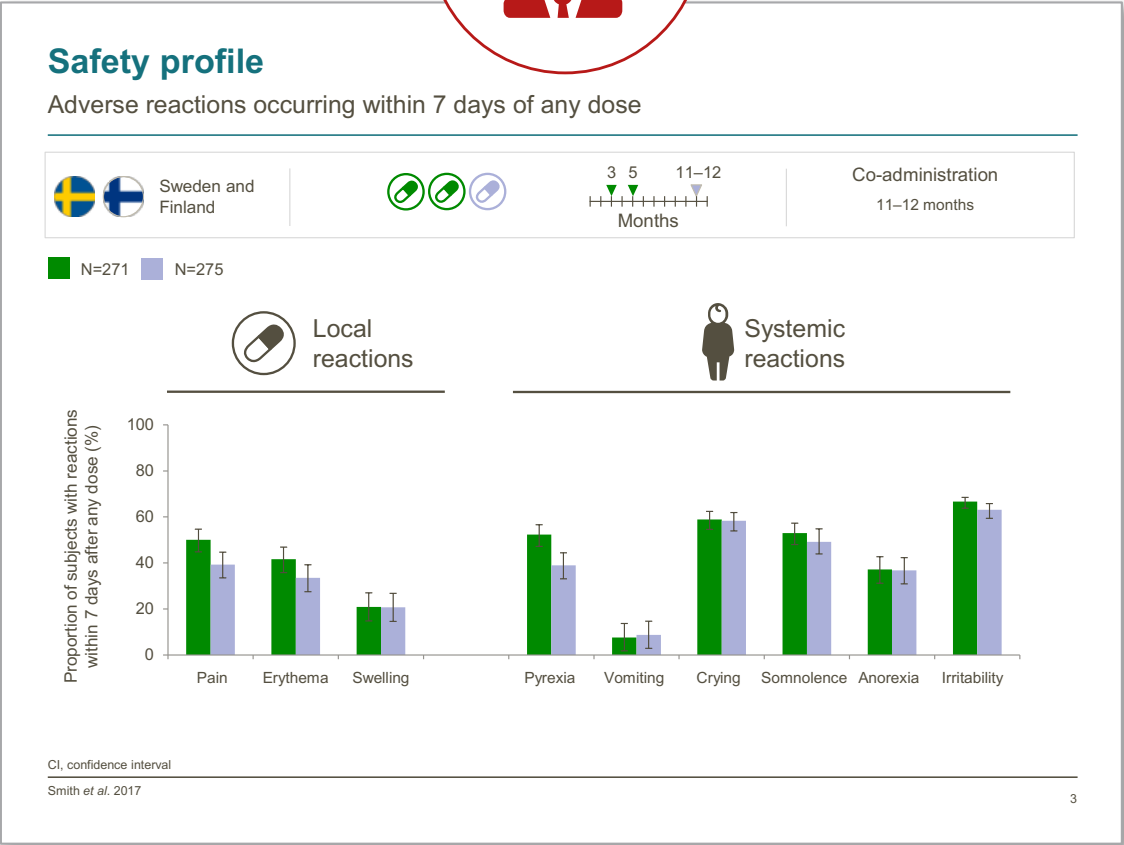 Safety profile
Adverse reactions occurring within 7 days of any dose
Sweden and
Finland
3 5 11–12
Months
Co-administration
11–12 months
N=271 N=275
Local
reactions
Systemic
reactions
Proportion of subjects with reactions
within 7 days after any dose (%)
100
80
60
40
20
0
Pain Erythema Swelling Pyrexia Vomiting Crying Somnolence Anorexia Irritability
CI, confidence interval
Smith et al. 2017
3